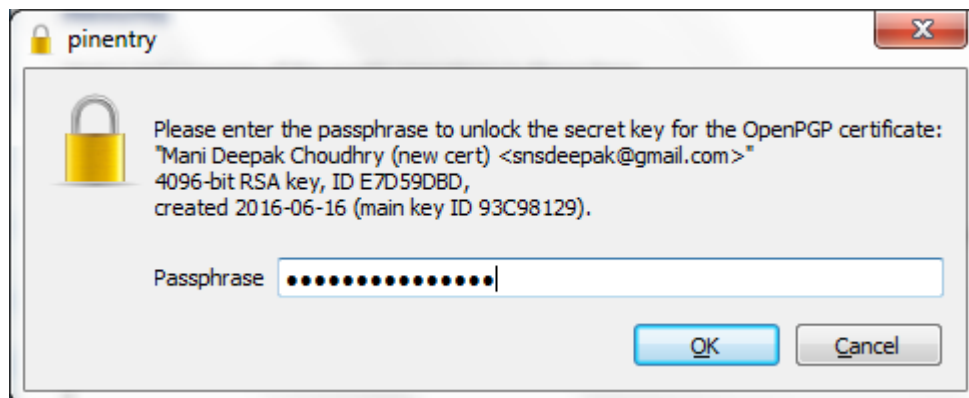 pinentry
Please enter the passphrase to unlock the secret key for the OpenPGP certificate:
"Mani Deepak Choudhry (new cert) <snsdeepak@gmail.com>"
4096-bit RSA key, ID E7D59DBD,
created 2016-06-16 (main key ID 93C98129).
Passphrase ●●●●●●●●●●●●●●●
OK Cancel